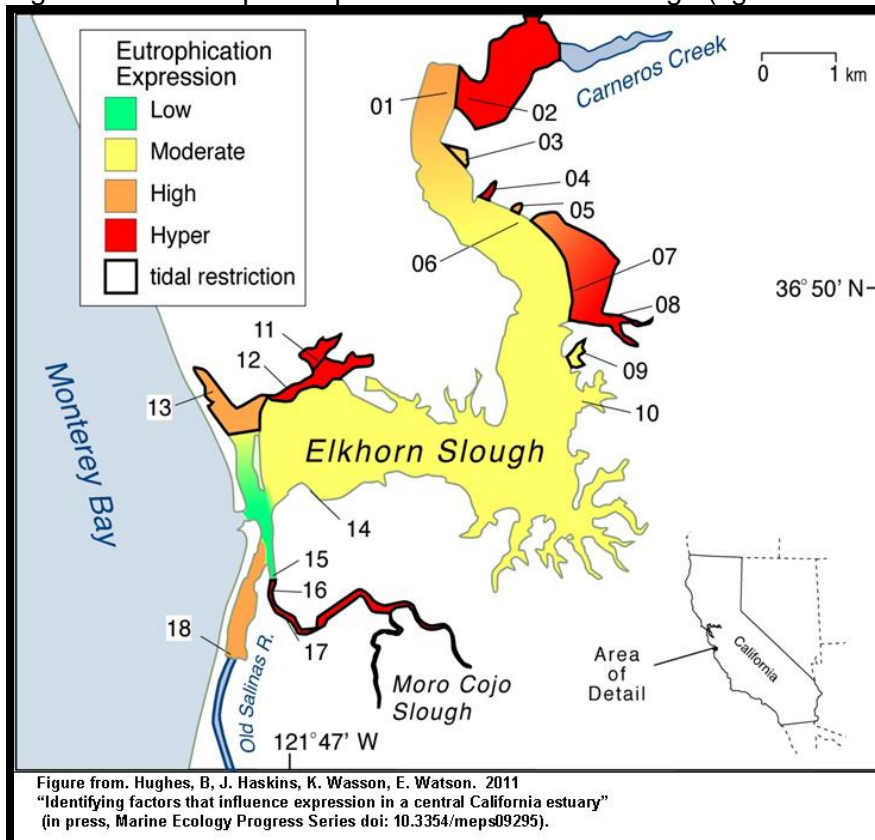 Eutrophication
Expression
Low
Moderate
High
Hyper
tidal restriction
Carneros Creek
0 1 km
01
02
03
04
05
06
07
08
36° 50' N
09
10
11
12
13
Monterey Bay
Elkhorn Slough
14
15
16
17
18
Old Salinas R.
Moro Cojo
Slough
121°47' W
Area
of
Detail
California
Figure from. Hughes, B, J. Haskins, K. Wasson, E. Watson. 2011
"Identifying factors that influence expression in a central California estuary"
(in press, Marine Ecology Progress Series doi: 10.3354/meps09295).